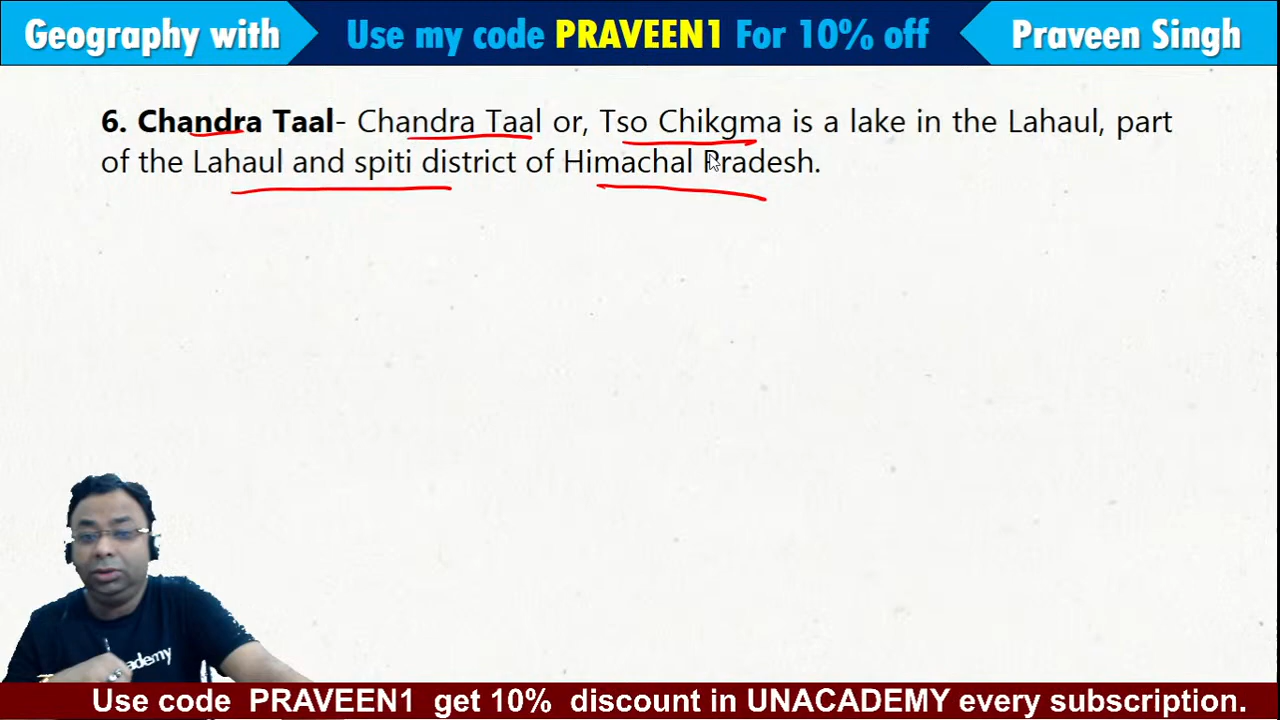 Geography with
Use my code PRAVEEN1 For 10% off
Praveen Singh
6. Chandra Taal- Chandra Taal or, Tso Chikgma is a lake in the Lahaul, part
of the Lahaul and spiti district of Himachal Pradesh.
ademy
Use code PRAVEEN1 get 10% discount in UNACADEMY every subscription.